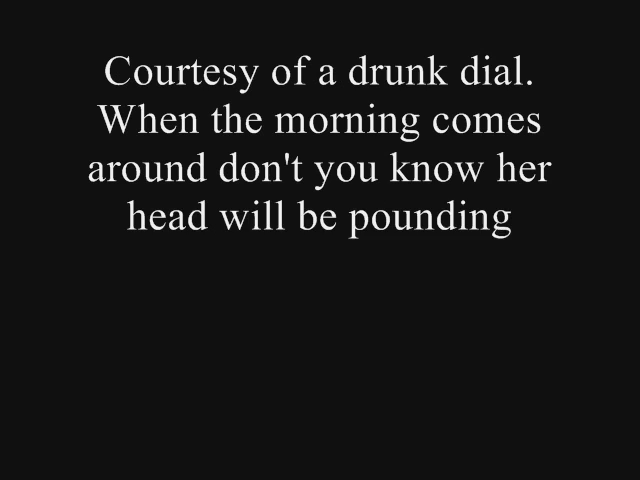 Courtesy of a drunk dial.
When the morning comes
around don't you know her
head will be pounding